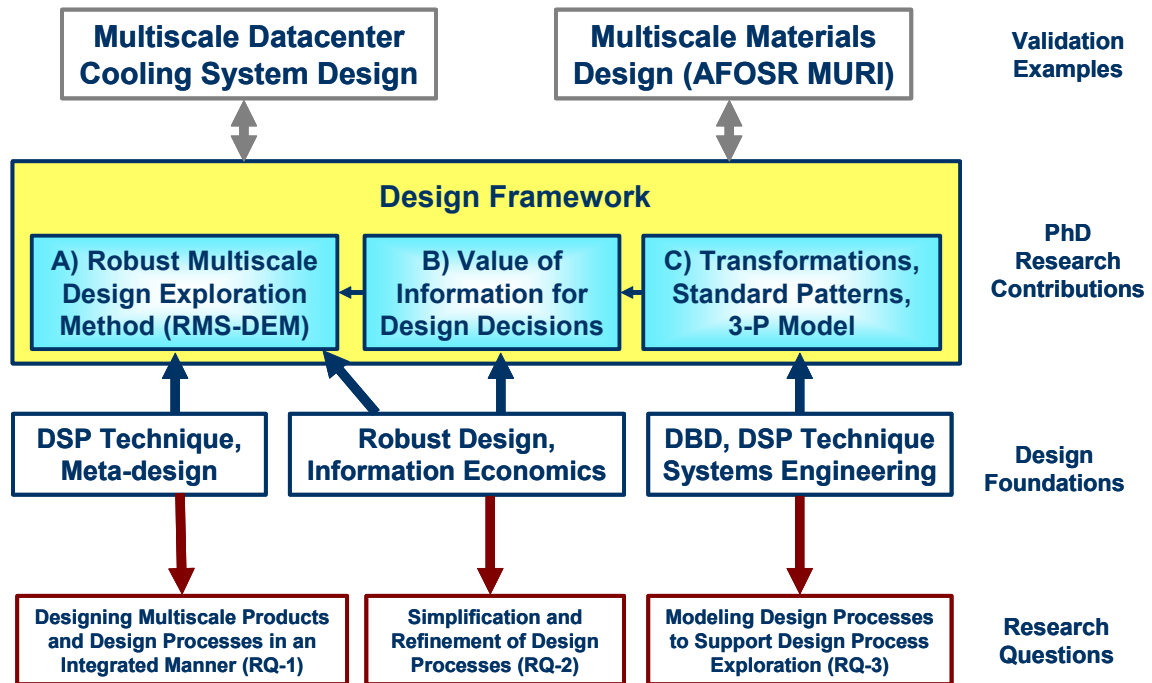 Multiscale Datacenter
Cooling System Design
Multiscale Materials
Design (AFOSR MURI)
Validation
Examples
Design Framework
A) Robust Multiscale
Design Exploration
Method (RMS-DEM)
B) Value of
Information for
Design Decisions
C) Transformations,
Standard Patterns,
3-P Model
PhD
Research
Contributions
DSP Technique,
Meta-design
Robust Design,
Information Economics
DBD, DSP Technique
Systems Engineering
Design
Foundations
Designing Multiscale Products
and Design Processes in an
Integrated Manner (RQ-1)
Simplification and
Refinement of Design
Processes (RQ-2)
Modeling Design Processes
to Support Design Process
Exploration (RQ-3)
Research
Questions